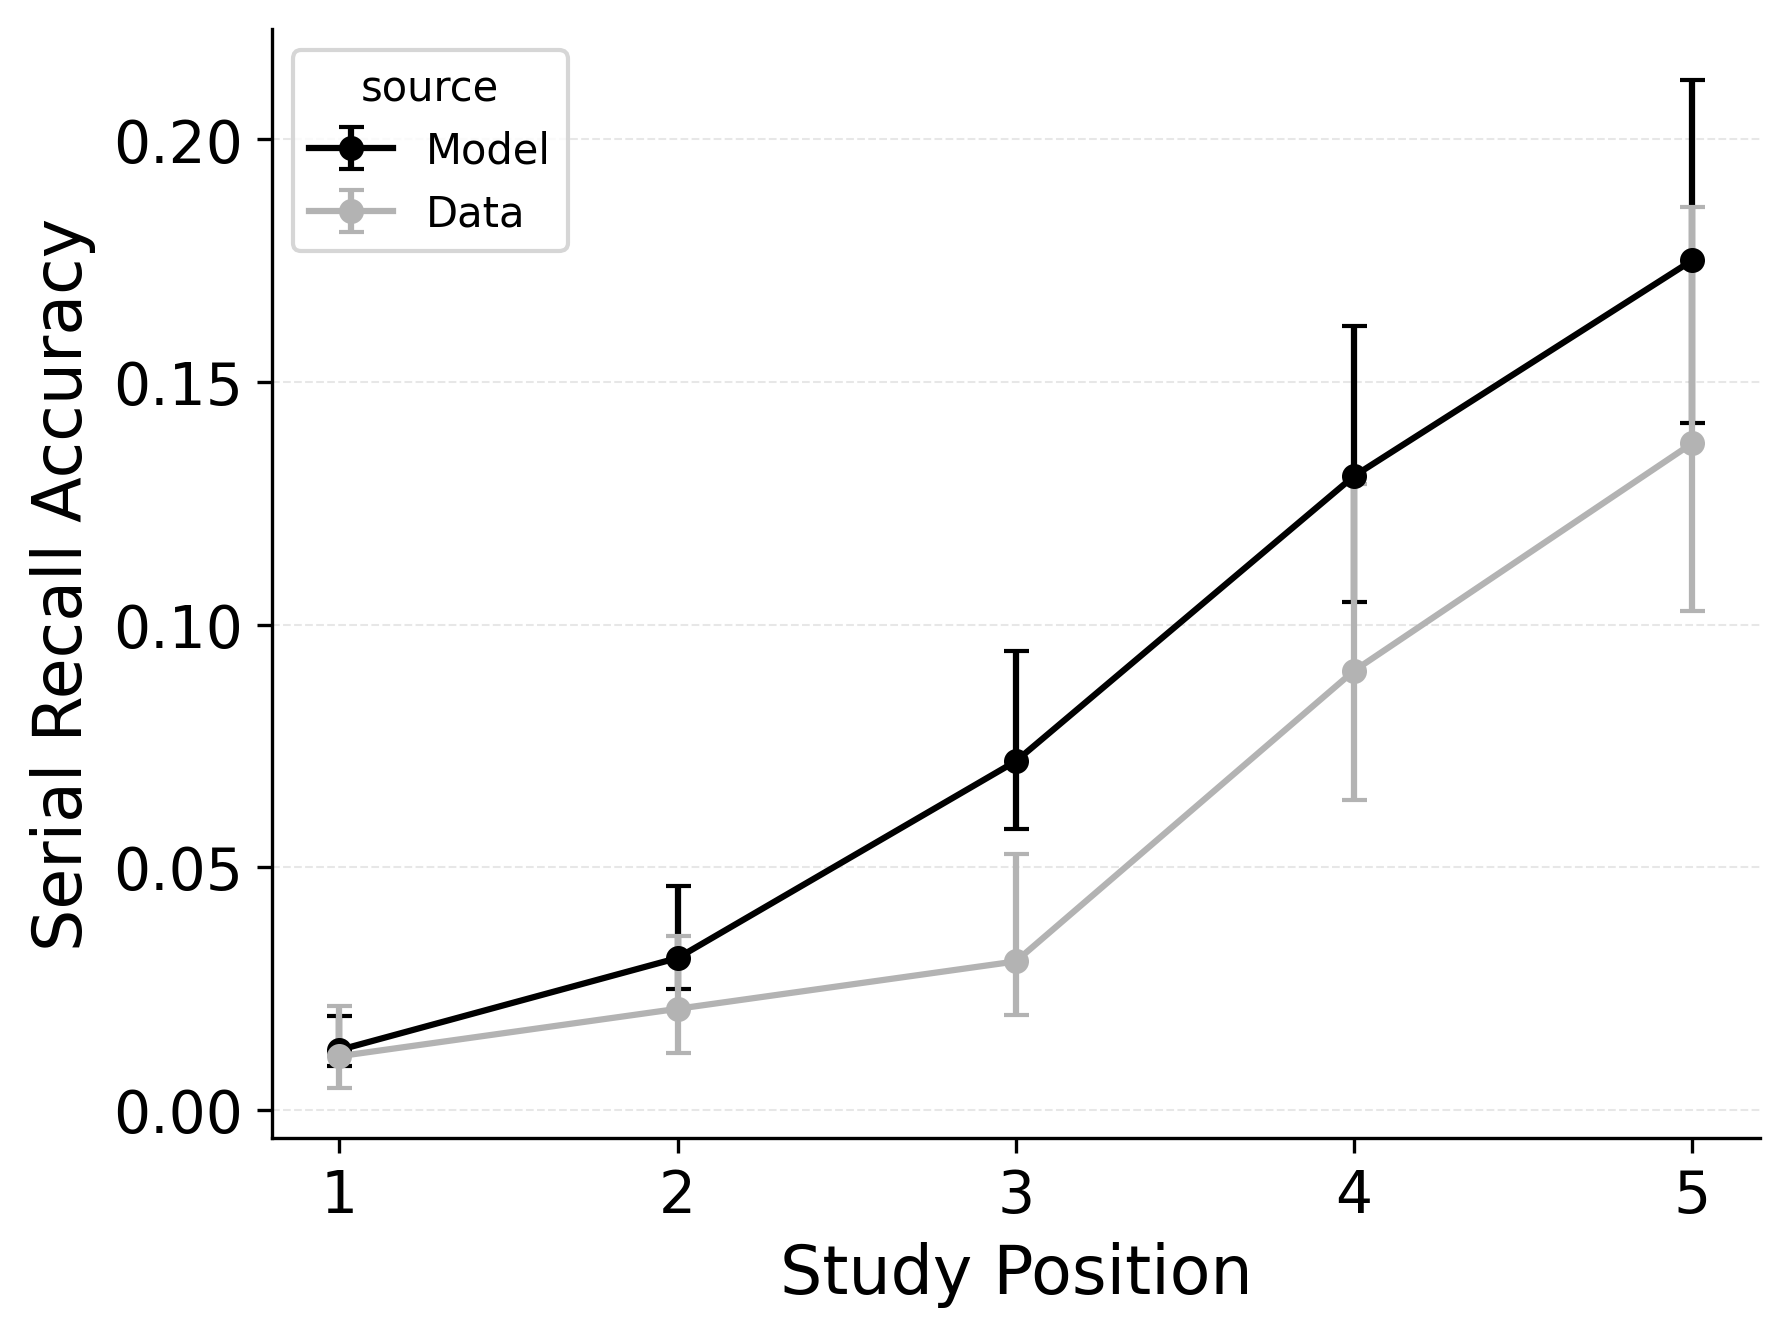 source
Model
Data
Serial Recall Accuracy
0.20
0.15
0.10
0.05
0.00
1 2 3 4 5
Study Position